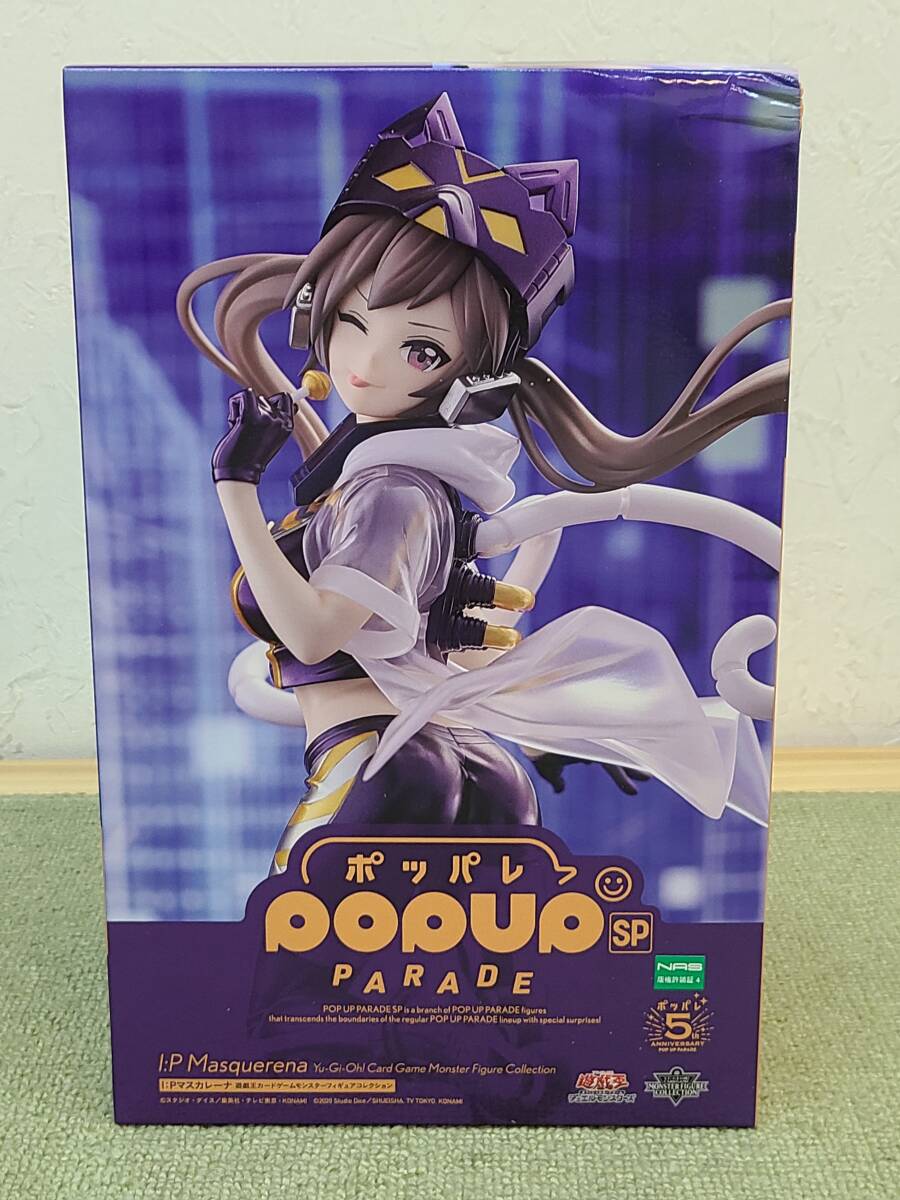 ポッパレ
POPUP SP
PARADE
POP UP PARADE SP is a branch of POP UP PARADE figures
that transcends the boundaries of the regular POP UP PARADE lineup with special surprises!
NAS
版権許諾証 4
ポッパレ
5th
ANNIVERSARY
POP UP PARADE
I:P Masquerena Yu-Gi-Oh! Card Game Monster Figure Collection
I:Pマスカレーナ 遊戯王カードゲームモンスターフィギュアコレクション
©スタジオ・ダイス/集英社・テレビ東京・KONAMI ©2020 Studio Dice/SHUEISHA, TV TOKYO, KONAMI
遊戯王
デュエルモンスターズ
MONSTER FIGURE
COLLECTION